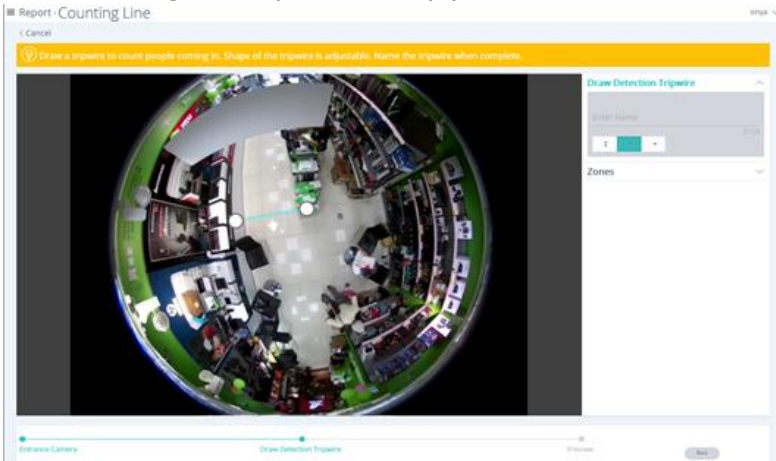 Report · Counting Line
< Cancel
Draw a tripwire to count people coming in. Shape of the tripwire is adjustable. Name the tripwire when complete.
Draw Detection Tripwire
Enter Name
Zones
Entrance Camera
Draw Detection Tripwire
Preview